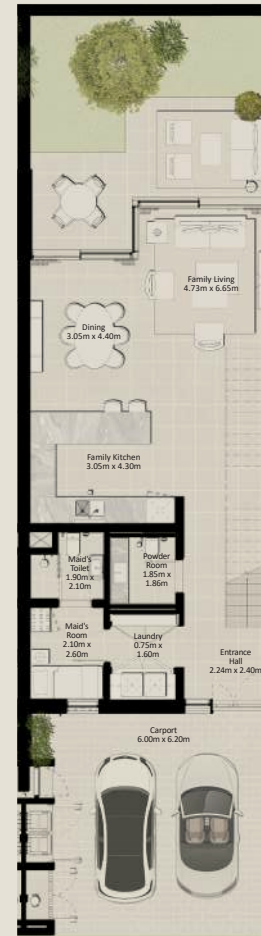 Family Living
4.73m x 6.65m
Dining
3.05m x 4.40m
Family Kitchen
3.05m x 4.30m
Maid's
Toilet
1.90m x
2.10m
Powder
Room
1.85m x
1.86m
Maid's
Room
2.10m x
2.60m
Laundry
0.75m x
1.60m
Entrance
Hall
2.24m x 2.40m
Carport
6.00m x 6.20m